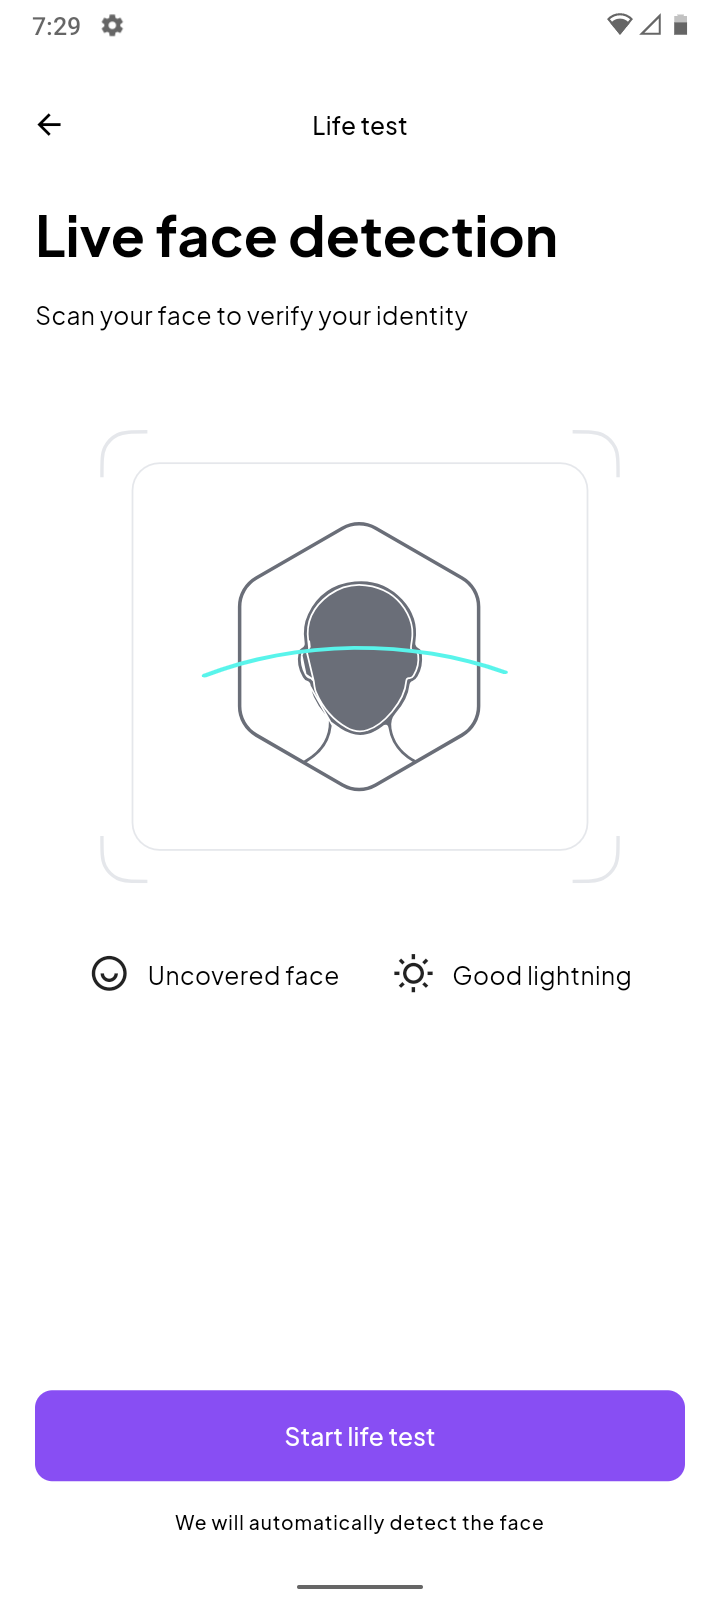 7:29
Life test
Live face detection
Scan your face to verify your identity
Uncovered face
Good lightning
Start life test
We will automatically detect the face